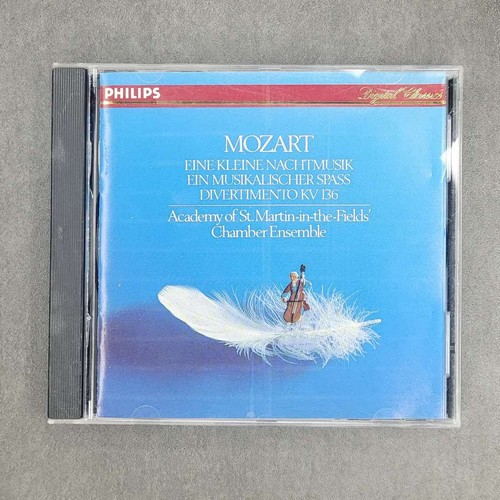 PHILIPS
Digital Classics
MOZART
EINE KLEINE NACHTMUSIK
EIN MUSIKALISCHER SPASS
DIVERTIMENTO KV 136
Academy of St. Martin-in-the-Fields'
Chamber Ensemble